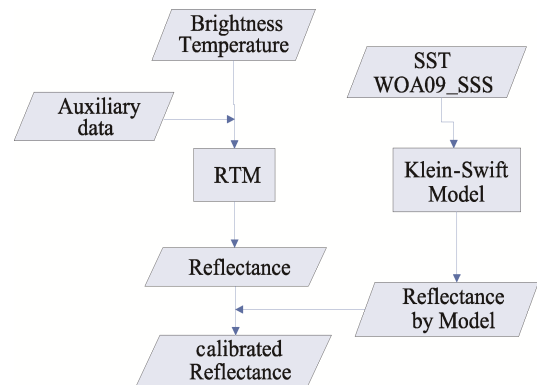 Brightness
Temperature
SST
WOA09_SSS
Auxiliary
data
RTM
Klein-Swift
Model
Reflectance
Reflectance
by Model
calibrated
Reflectance